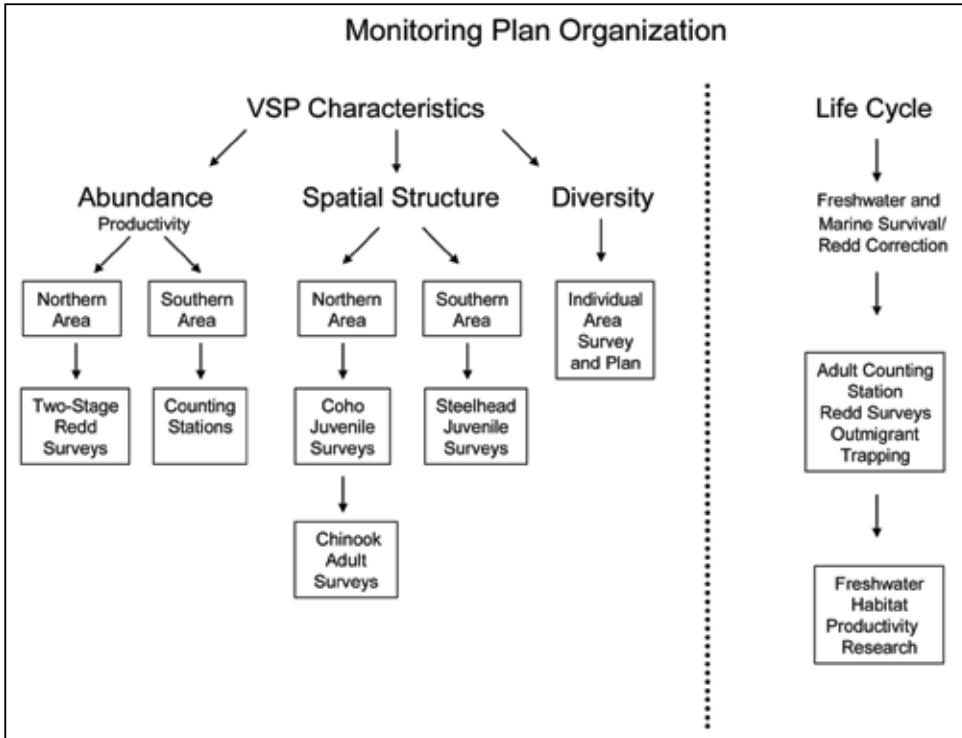 Monitoring Plan Organization
VSP Characteristics
Abundance
Productivity
Northern
Area
Two-Stage
Redd
Surveys
Southern
Area
Counting
Stations
Spatial Structure
Northern
Area
Coho
Juvenile
Surveys
Chinook
Adult
Surveys
Southern
Area
Steelhead
Juvenile
Surveys
Diversity
Individual
Area
Survey
and Plan
Life Cycle
Freshwater and
Marine Survival/
Redd Correction
Adult Counting
Station
Redd Surveys
Outmigrant
Trapping
Freshwater
Habitat
Productivity
Research